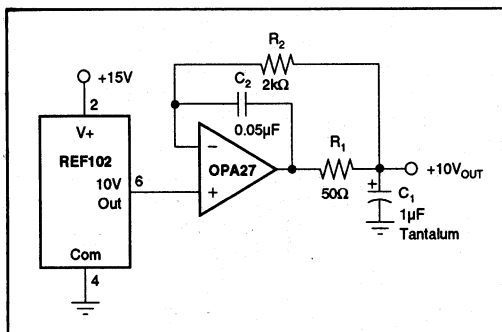 +15V
2
V+
REF102
10V
Out
6
Com
4
R2
2kΩ
C2
0.05µF
–
+
OPA27
R1
50Ω
+10VOUT
+
C1
1µF
Tantalum